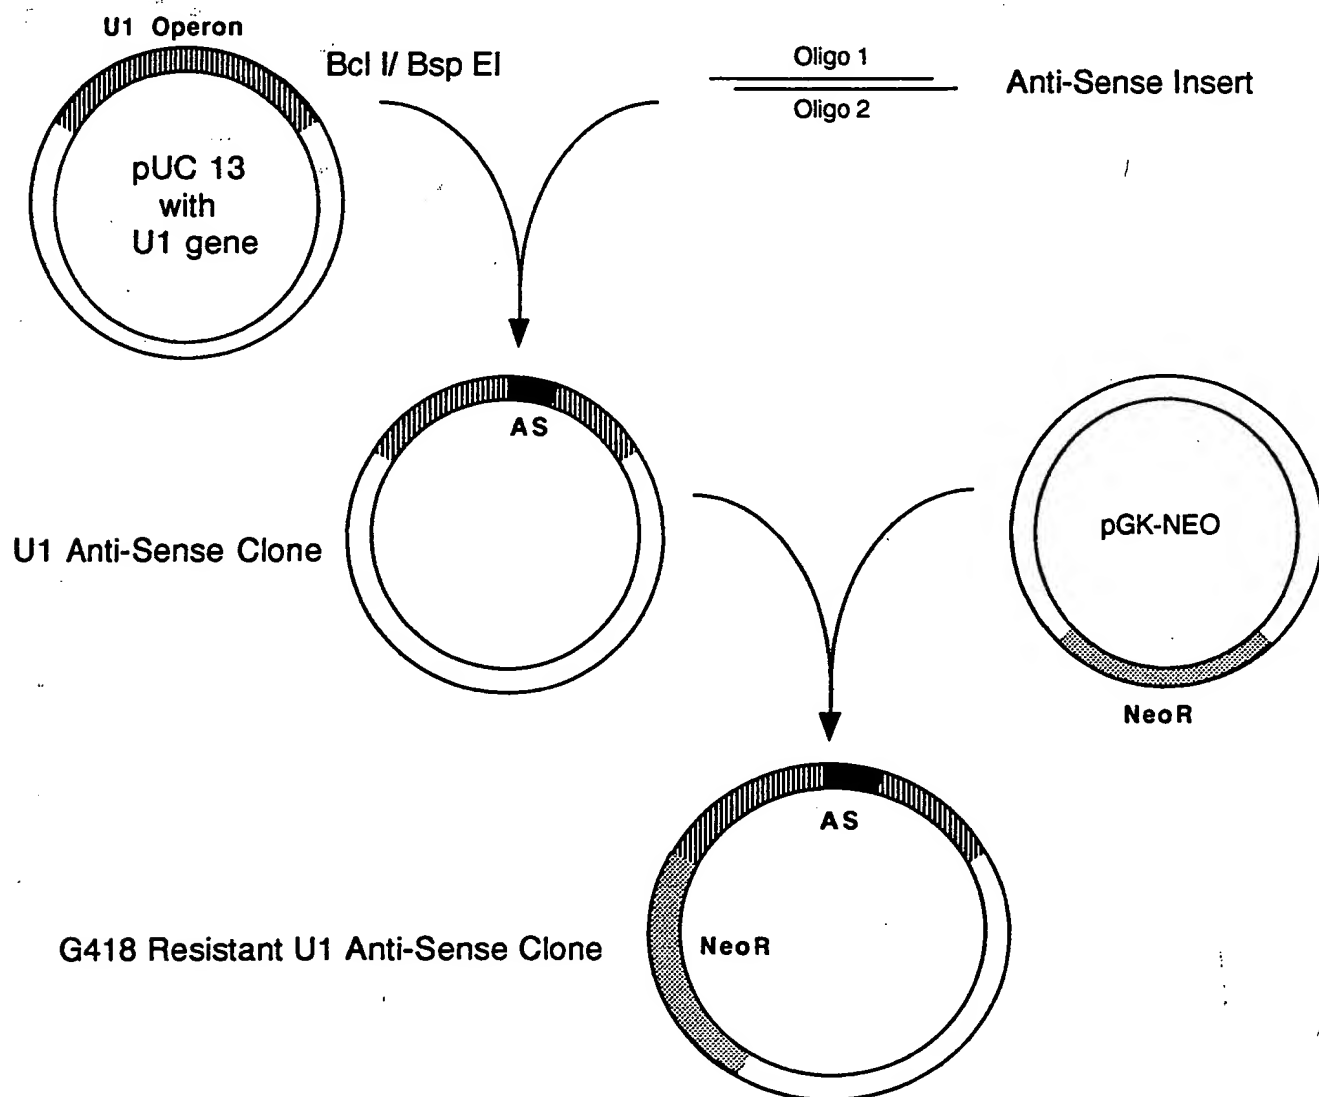 U1 Operon
Bcl I/ Bsp EI
Oligo 1
Oligo 2
Anti-Sense Insert
pUC 13
with
U1 gene
AS
U1 Anti-Sense Clone
pGK-NEO
NeoR
AS
NeoR
G418 Resistant U1 Anti-Sense Clone